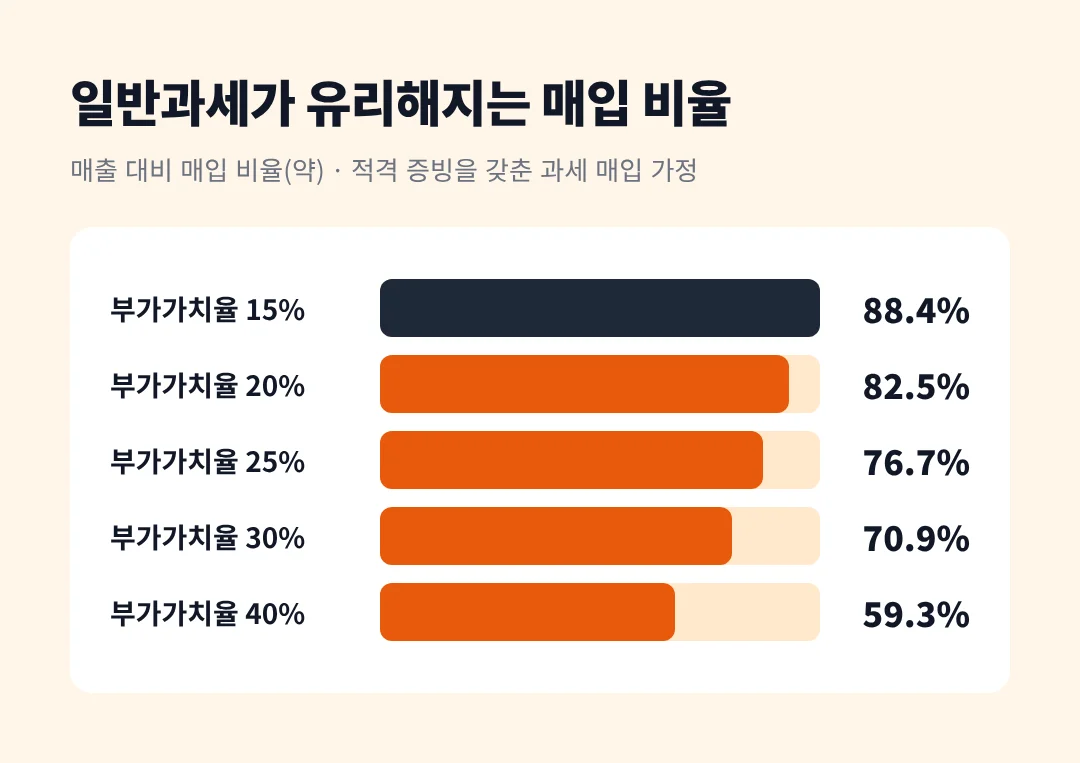 일반과세가 유리해지는 매입 비율
매출 대비 매입 비율(약) · 적격 증빙을 갖춘 과세 매입 가정
부가가치율 15% 88.4%
부가가치율 20% 82.5%
부가가치율 25% 76.7%
부가가치율 30% 70.9%
부가가치율 40% 59.3%